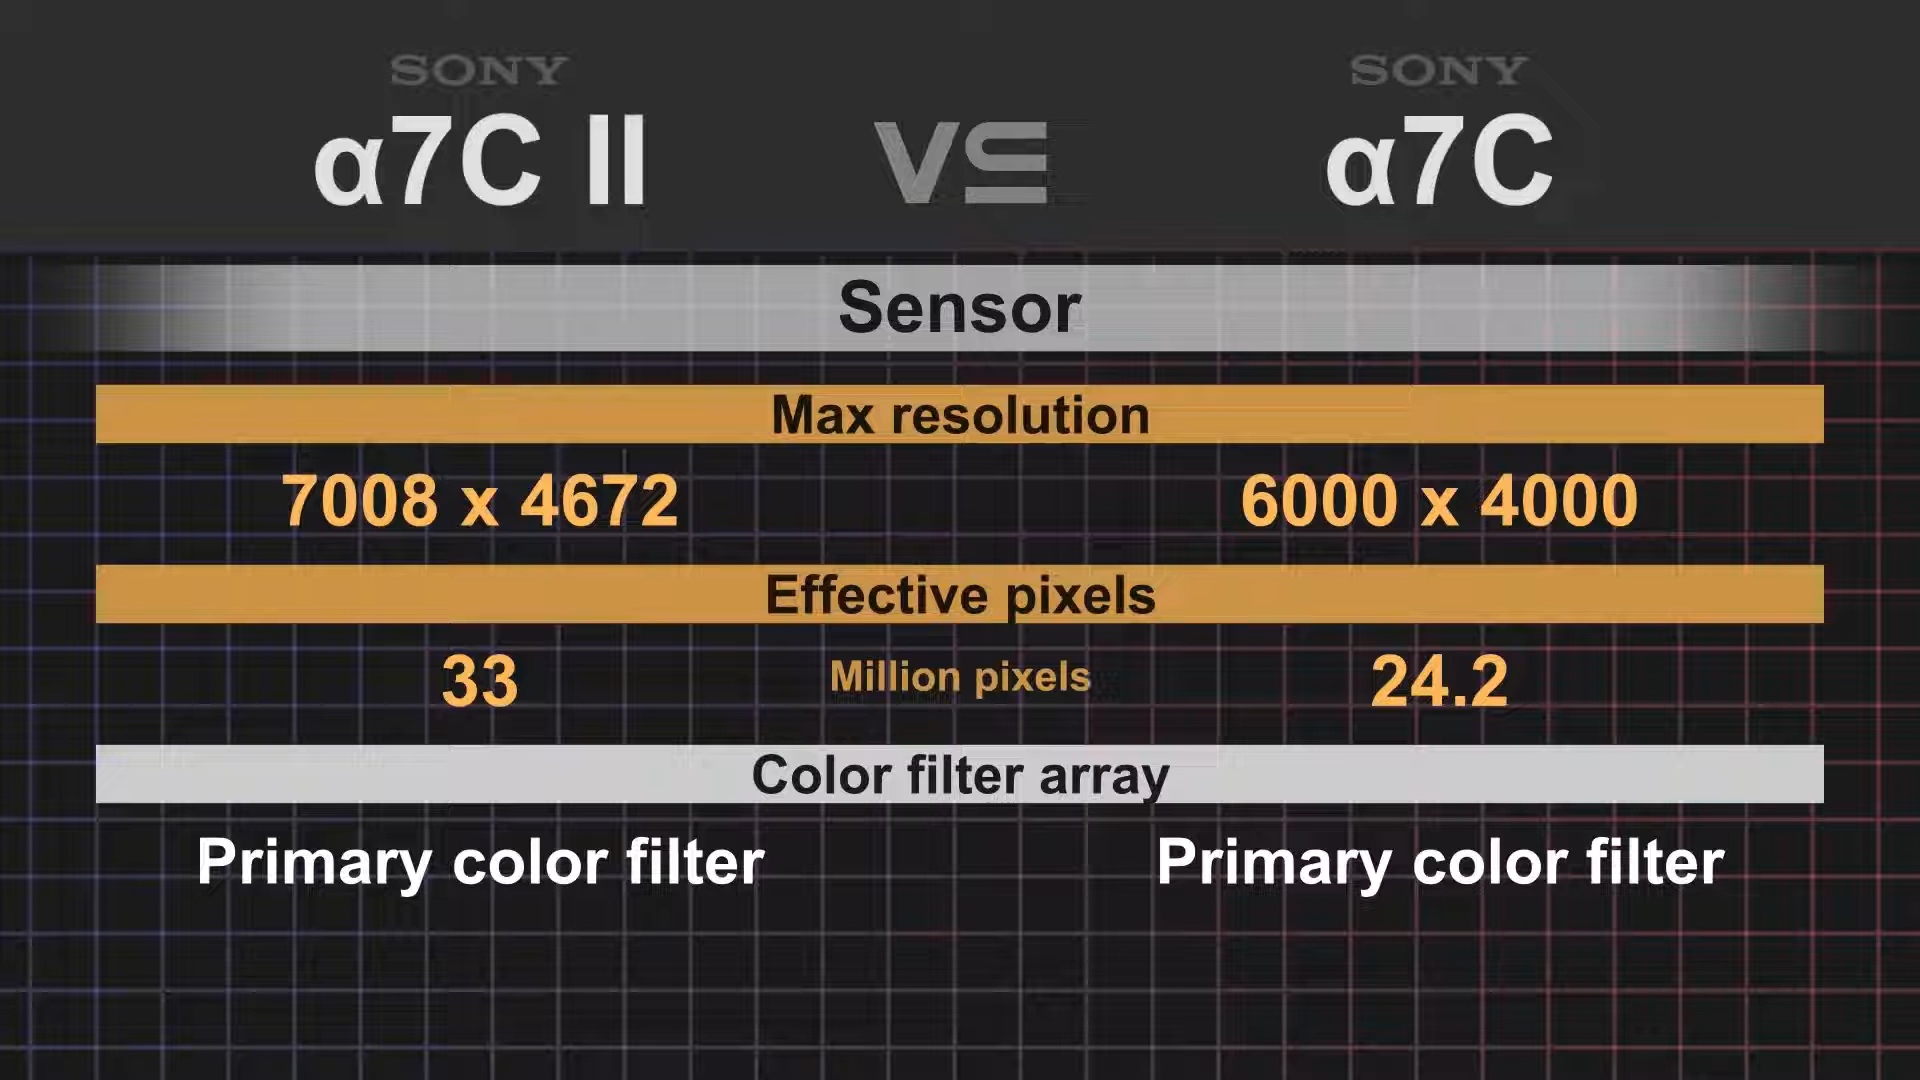 SONY SONY
α7C II VS α7C
Sensor
Max resolution
7008 x 4672 6000 x 4000
Effective pixels
33 Million pixels 24.2
Color filter array
Primary color filter Primary color filter